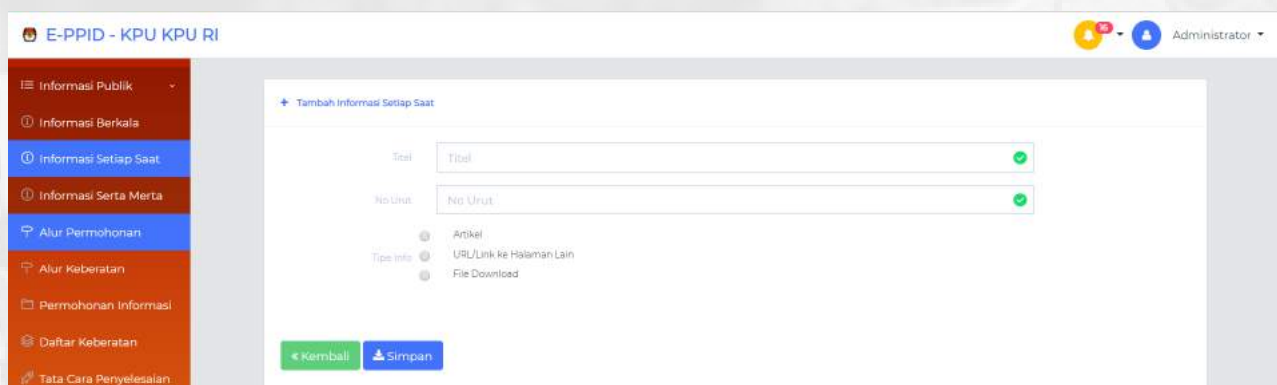 E-PPID - KPU KPU RI
16
Administrator
Informasi Publik
Informasi Berkala
Informasi Setiap Saat
Informasi Serta Merta
Alur Permohonan
Alur Keberatan
Permohonan Informasi
Daftar Keberatan
Tata Cara Penyelesaian
+ Tambah Informasi Setiap Saat
Titel
Titel
No Urut
No Urut
Tipe Info
Artikel
URL/Link ke Halaman Lain
File Download
« Kembali
Simpan